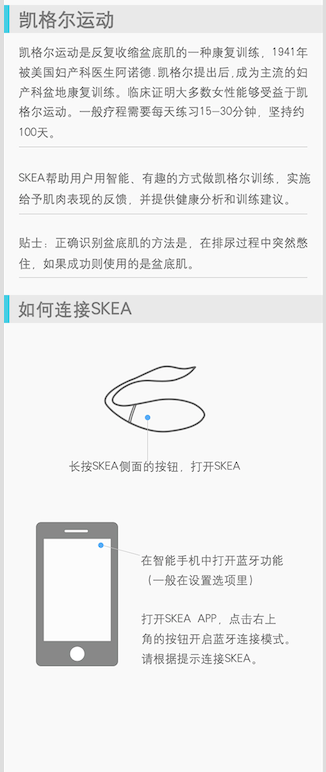 凯格尔运动
凯格尔运动是反复收缩盆底肌的一种康复训练，1941年
被美国妇产科医生阿诺德.凯格尔提出后,成为主流的妇
产科盆地康复训练。临床证明大多数女性能够受益于凯
格尔运动。一般疗程需要每天练习15—30分钟，坚持约
100天。
SKEA帮助用户用智能、有趣的方式做凯格尔训练，实施
给予肌肉表现的反馈，并提供健康分析和训练建议。
贴士：正确识别盆底肌的方法是，在排尿过程中突然憋
住，如果成功则使用的是盆底肌。
如何连接SKEA
长按SKEA侧面的按钮，打开SKEA
在智能手机中打开蓝牙功能
（一般在设置选项里）
打开SKEA APP，点击右上
角的按钮开启蓝牙连接模式。
请根据提示连接SKEA。